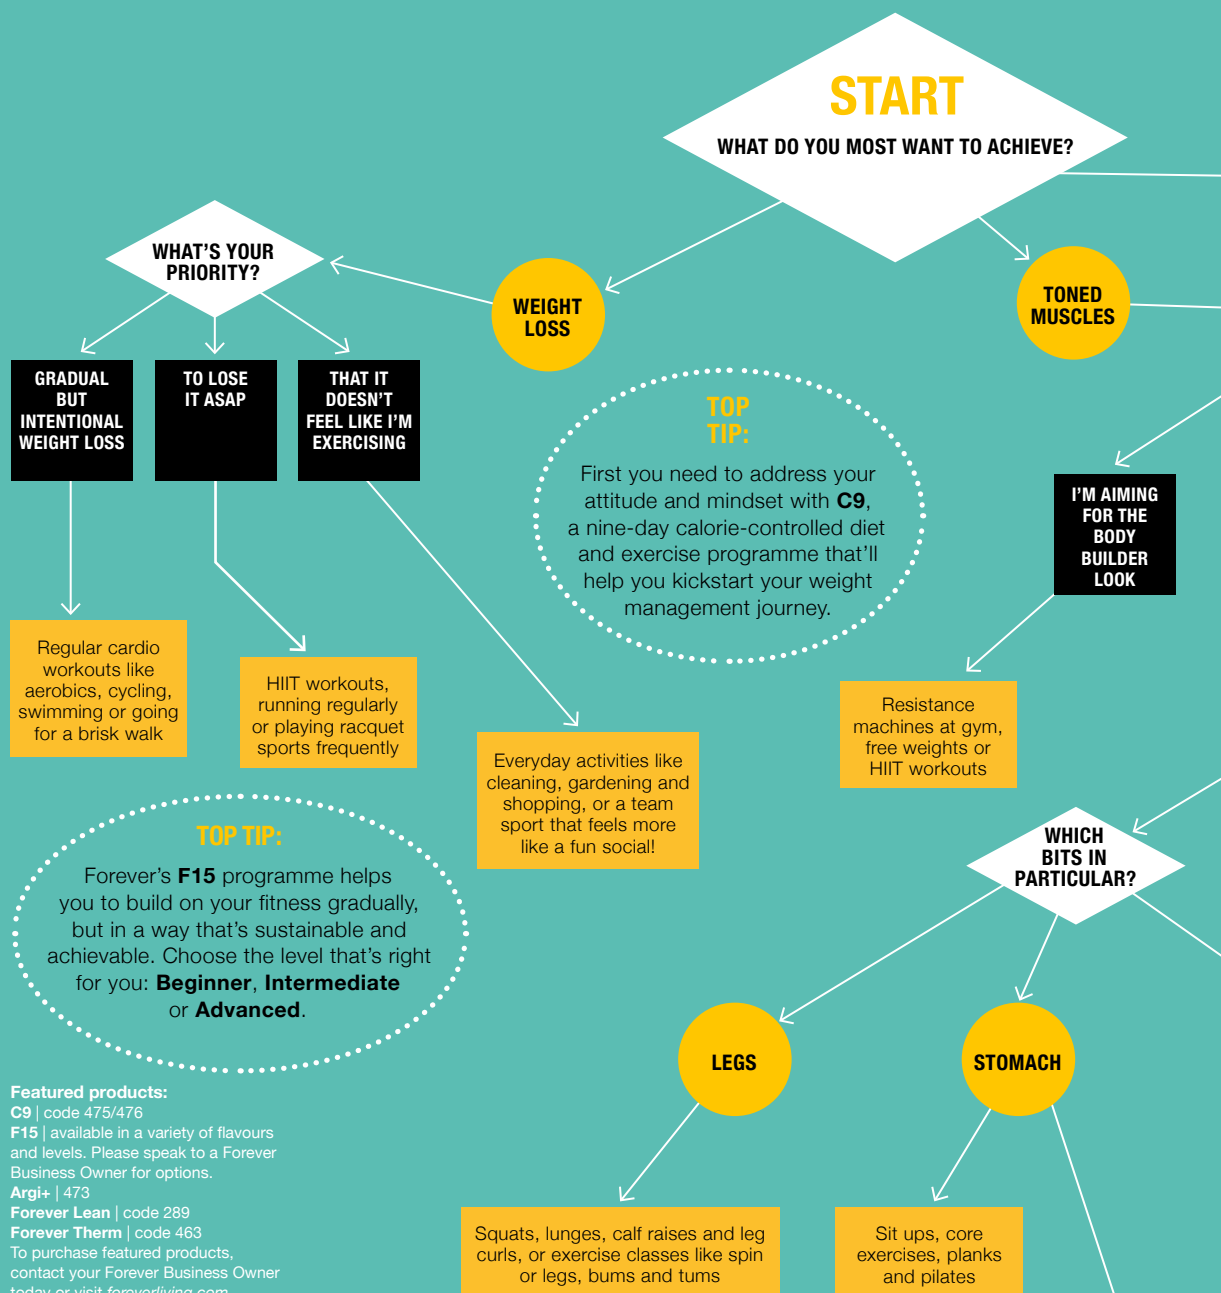 START
WHAT DO YOU MOST WANT TO ACHIEVE?
WHAT'S YOUR
PRIORITY?
WEIGHT
LOSS
TONED
MUSCLES
GRADUAL
BUT
INTENTIONAL
WEIGHT LOSS
TO LOSE
IT ASAP
THAT IT
DOESN'T
FEEL LIKE I'M
EXERCISING
TOP
TIP:
First you need to address your
attitude and mindset with C9,
a nine-day calorie-controlled diet
and exercise programme that'll
help you kickstart your weight
management journey.
I'M AIMING
FOR THE
BODY
BUILDER
LOOK
Regular cardio
workouts like
aerobics, cycling,
swimming or going
for a brisk walk
HIIT workouts,
running regularly
or playing racquet
sports frequently
Everyday activities like
cleaning, gardening and
shopping, or a team
sport that feels more
like a fun social!
Resistance
machines at gym,
free weights or
HIIT workouts
TOP TIP:
Forever's F15 programme helps
you to build on your fitness gradually,
but in a way that's sustainable and
achievable. Choose the level that's right
for you: Beginner, Intermediate
or Advanced.
WHICH
BITS IN
PARTICULAR?
LEGS
STOMACH
Squats, lunges, calf raises and leg
curls, or exercise classes like spin
or legs, bums and tums
Sit ups, core
exercises, planks
and pilates
Featured products:
C9 | code 475/476
F15 | available in a variety of flavours
and levels. Please speak to a Forever
Business Owner for options.
Argi+ | 473
Forever Lean | code 289
Forever Therm | code 463
To purchase featured products,
contact your Forever Business Owner
today or visit foreverliving.com